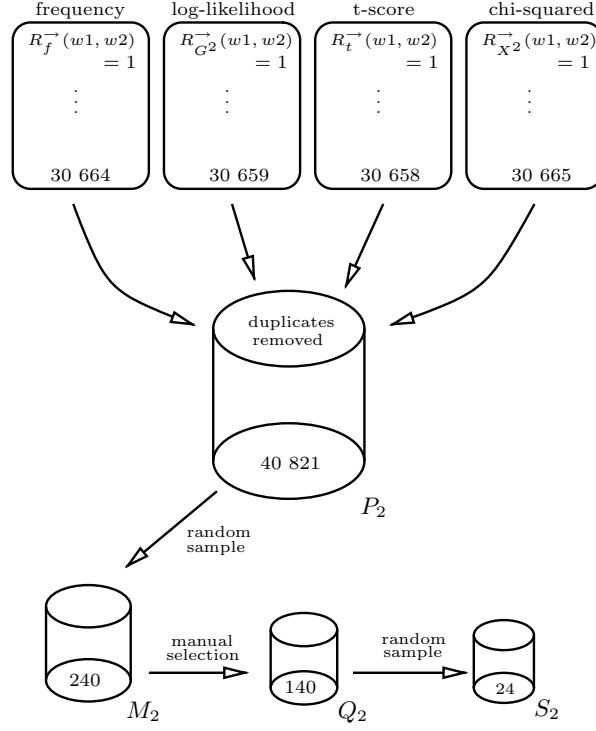 frequency
log-likelihood
t-score
chi-squared
R→f (w1, w2)
= 1
R→G² (w1, w2)
= 1
R→t (w1, w2)
= 1
R→X² (w1, w2)
= 1
⋮
⋮
⋮
⋮
30 664
30 659
30 658
30 665
duplicates
removed
40 821
P₂
random
sample
240
M₂
manual
selection
140
Q₂
random
sample
24
S₂